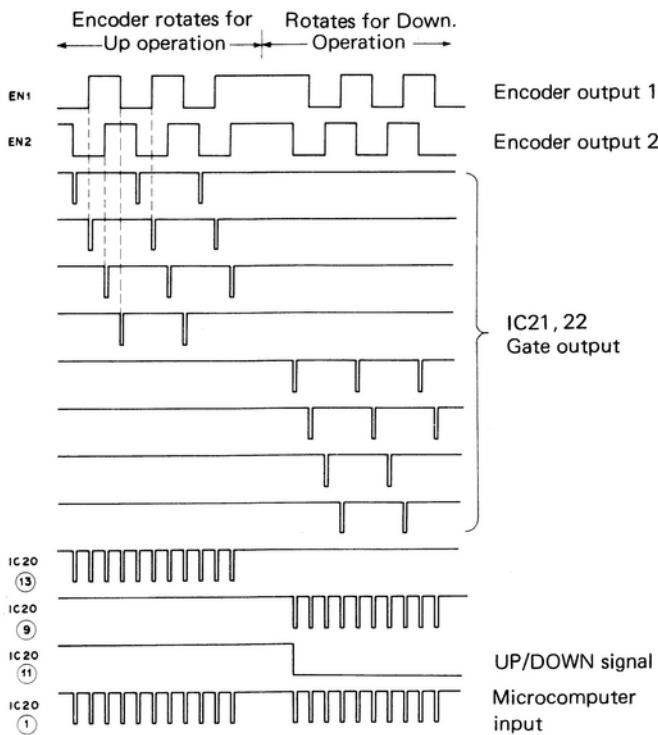 Encoder rotates for
Up operation
Rotates for Down.
Operation
EN1
Encoder output 1
EN2
Encoder output 2
IC21, 22
Gate output
IC20
13
IC20
9
IC20
11
UP/DOWN signal
IC20
1
Microcomputer
input